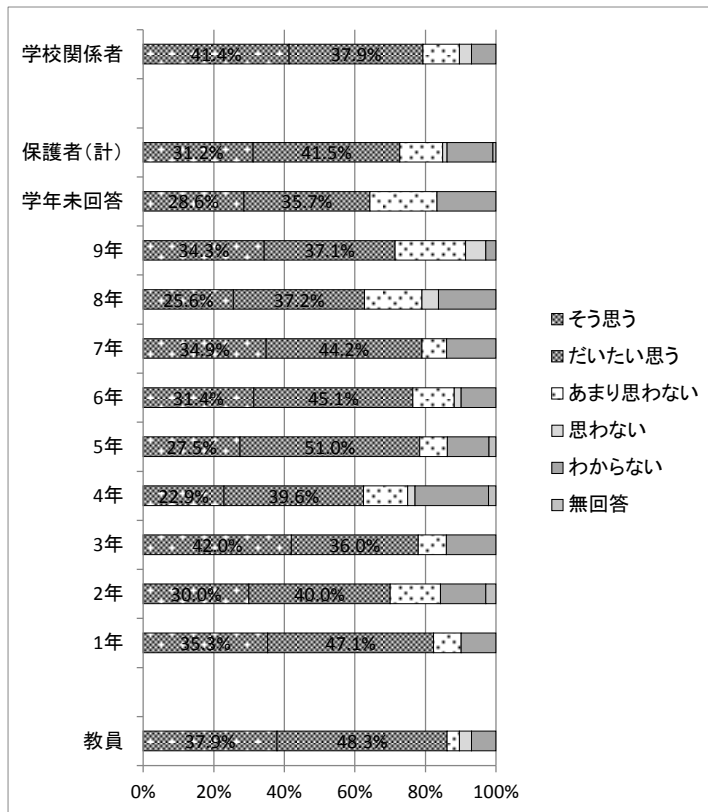 学校関係者 41.4% 37.9%
保護者(計) 31.2% 41.5%
学年未回答 28.6% 35.7%
9年 34.3% 37.1%
8年 25.6% 37.2%
7年 34.9% 44.2%
6年 31.4% 45.1%
5年 27.5% 51.0%
4年 22.9% 39.6%
3年 42.0% 36.0%
2年 30.0% 40.0%
1年 35.3% 47.1%
教員 37.9% 48.3%
0% 20% 40% 60% 80% 100%
そう思う
だいたい思う
あまり思わない
思わない
わからない
無回答